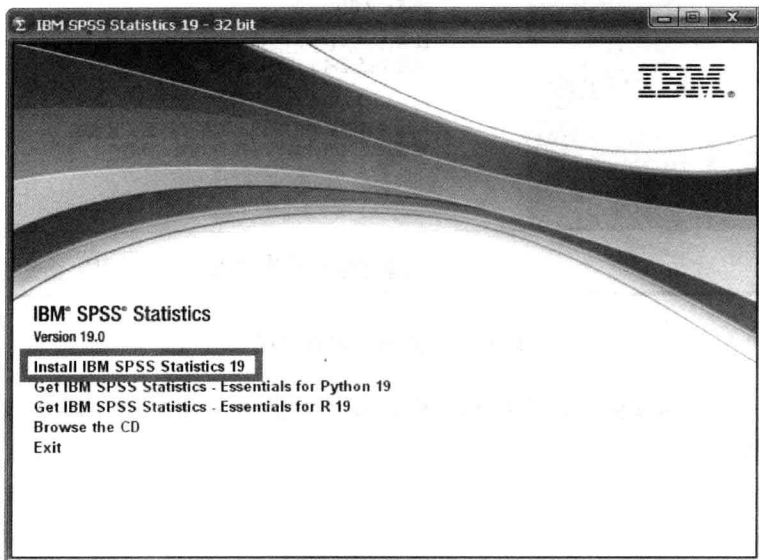 Σ IBM SPSS Statistics 19 - 32 bit
IBM.
IBM® SPSS® Statistics
Version 19.0
Install IBM SPSS Statistics 19
Get IBM SPSS Statistics - Essentials for Python 19
Get IBM SPSS Statistics - Essentials for R 19
Browse the CD
Exit